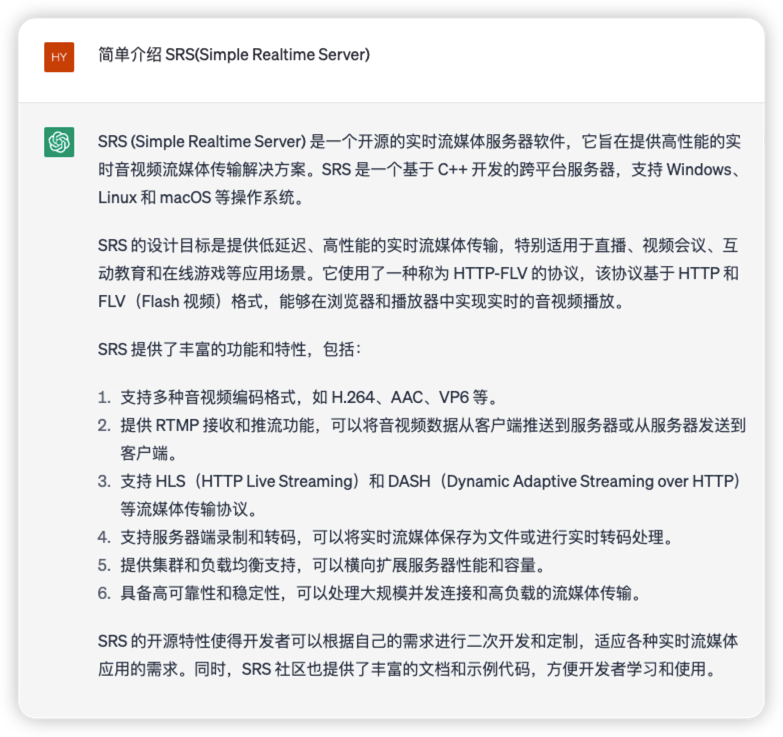 HY
简单介绍 SRS(Simple Realtime Server)
SRS (Simple Realtime Server) 是一个开源的实时流媒体服务器软件，它旨在提供高性能的实
时音视频流媒体传输解决方案。SRS 是一个基于 C++ 开发的跨平台服务器，支持 Windows、
Linux 和 macOS 等操作系统。
SRS 的设计目标是提供低延迟、高性能的实时流媒体传输，特别适用于直播、视频会议、互
动教育和在线游戏等应用场景。它使用了一种称为 HTTP-FLV 的协议，该协议基于 HTTP 和
FLV（Flash 视频）格式，能够在浏览器和播放器中实现实时的音视频播放。
SRS 提供了丰富的功能和特性，包括：
1. 支持多种音视频编码格式，如 H.264、AAC、VP6 等。
2. 提供 RTMP 接收和推流功能，可以将音视频数据从客户端推送到服务器或从服务器发送到
客户端。
3. 支持 HLS（HTTP Live Streaming）和 DASH（Dynamic Adaptive Streaming over HTTP）
等流媒体传输协议。
4. 支持服务器端录制和转码，可以将实时流媒体保存为文件或进行实时转码处理。
5. 提供集群和负载均衡支持，可以横向扩展服务器性能和容量。
6. 具备高可靠性和稳定性，可以处理大规模并发连接和高负载的流媒体传输。
SRS 的开源特性使得开发者可以根据自己的需求进行二次开发和定制，适应各种实时流媒体
应用的需求。同时，SRS 社区也提供了丰富的文档和示例代码，方便开发者学习和使用。